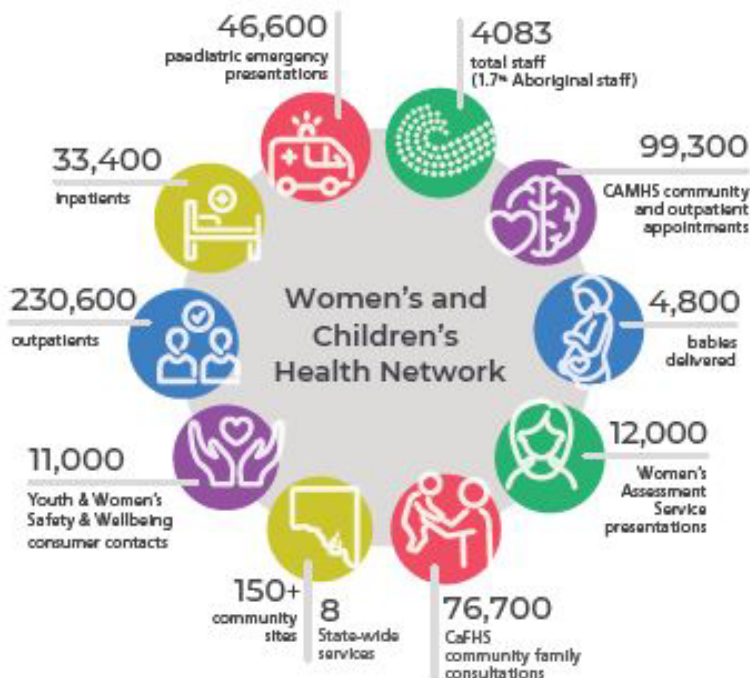 46,600
paediatric emergency
presentations
4083
total staff
(1.7% Aboriginal staff)
33,400
inpatients
99,300
CAMHS community
and outpatient
appointments
Women's and
Children's
Health Network
230,600
outpatients
4,800
babies
delivered
11,000
Youth & Women's
Safety & Wellbeing
consumer contacts
12,000
Women's
Assessment
Service
presentations
150+
community
sites
8
State-wide
services
76,700
CaFHS
community family
consultations